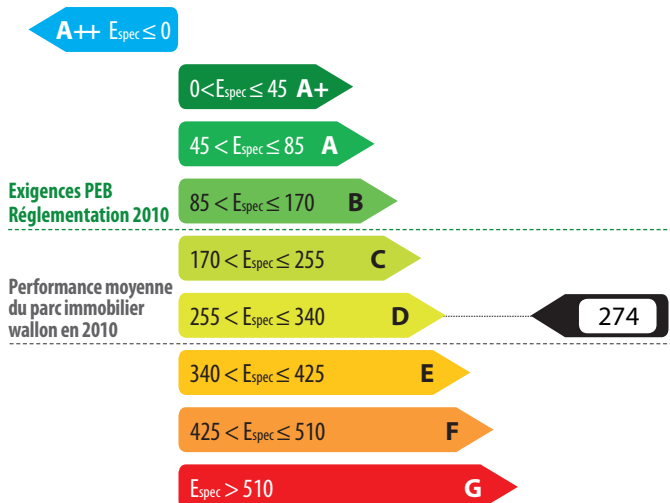 A++ Espec ≤ 0
0<Espec ≤ 45 A+
45 < Espec ≤ 85 A
Exigences PEB
Réglementation 2010
85 < Espec ≤ 170 B
170 < Espec ≤ 255 C
Performance moyenne
du parc immobilier
wallon en 2010
255 < Espec ≤ 340 D
274
340 < Espec ≤ 425 E
425 < Espec ≤ 510 F
Espec > 510 G